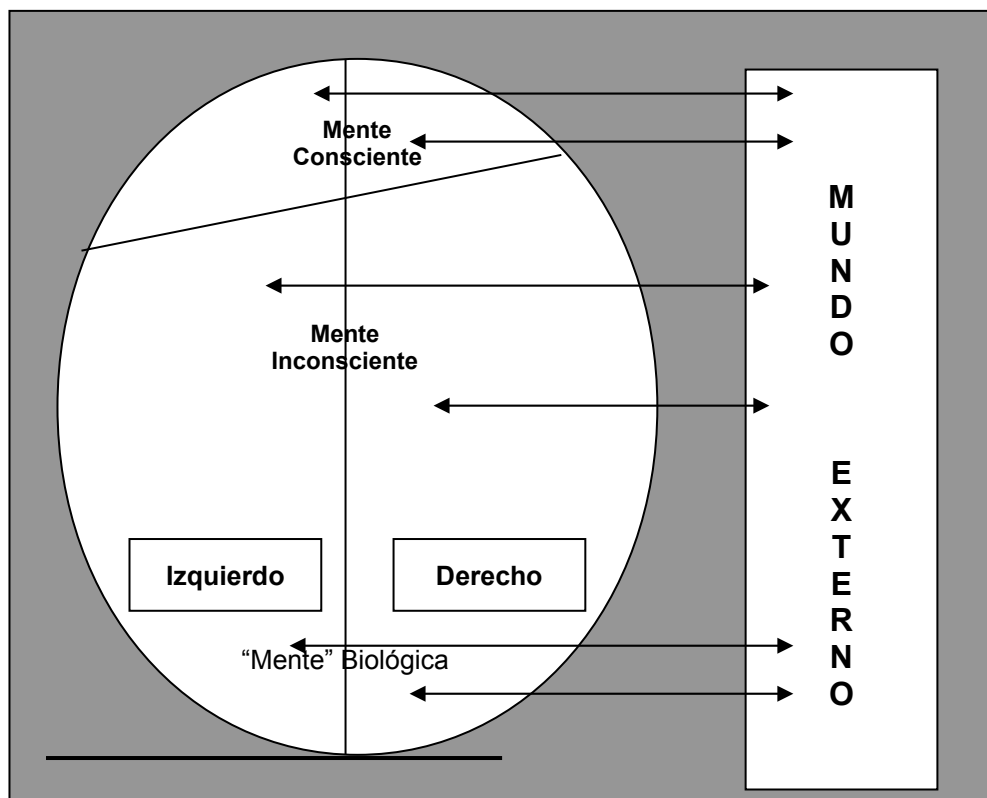 Mente
Consciente
Mente
Inconsciente
Izquierdo
Derecho
“Mente” Biológica
M
U
N
D
O
E
X
T
E
R
N
O